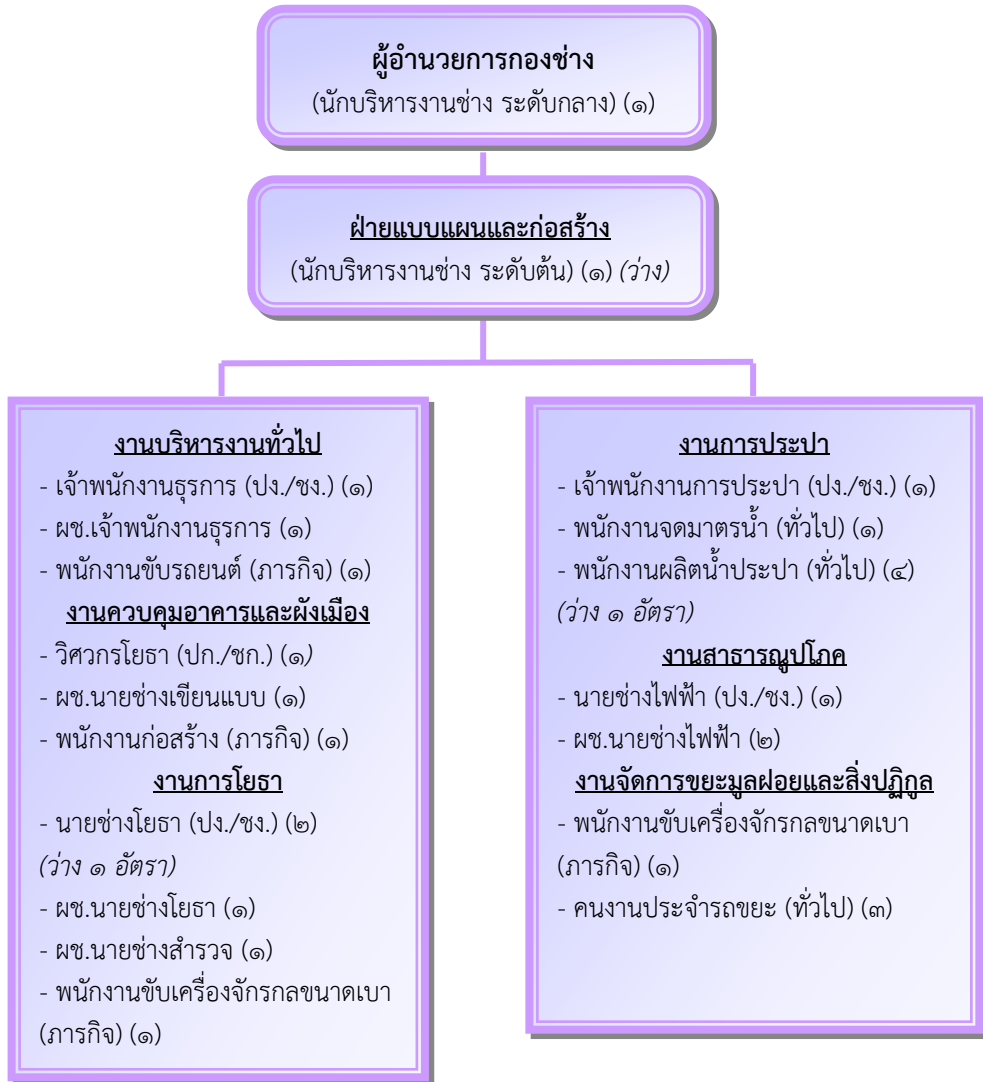 ผู้อำนวยการกองช่าง
(นักบริหารงานช่าง ระดับกลาง) (๑)
ฝ่ายแบบแผนและก่อสร้าง
(นักบริหารงานช่าง ระดับต้น) (๑) (ว่าง)
งานบริหารงานทั่วไป
- เจ้าพนักงานธุรการ (ปง./ชง.) (๑)
- ผช.เจ้าพนักงานธุรการ (๑)
- พนักงานขับรถยนต์ (ภารกิจ) (๑)
งานควบคุมอาคารและผังเมือง
- วิศวกรโยธา (ปก./ชก.) (๑)
- ผช.นายช่างเขียนแบบ (๑)
- พนักงานก่อสร้าง (ภารกิจ) (๑)
งานการโยธา
- นายช่างโยธา (ปง./ชง.) (๒)
(ว่าง ๑ อัตรา)
- ผช.นายช่างโยธา (๑)
- ผช.นายช่างสำรวจ (๑)
- พนักงานขับเครื่องจักรกลขนาดเบา
(ภารกิจ) (๑)
งานการประปา
- เจ้าพนักงานการประปา (ปง./ชง.) (๑)
- พนักงานจดมาตรน้ำ (ทั่วไป) (๑)
- พนักงานผลิตน้ำประปา (ทั่วไป) (๔)
(ว่าง ๑ อัตรา)
งานสาธารณูปโภค
- นายช่างไฟฟ้า (ปง./ชง.) (๑)
- ผช.นายช่างไฟฟ้า (๒)
งานจัดการขยะมูลฝอยและสิ่งปฏิกูล
- พนักงานขับเครื่องจักรกลขนาดเบา
(ภารกิจ) (๑)
- คนงานประจำรถขยะ (ทั่วไป) (๓)